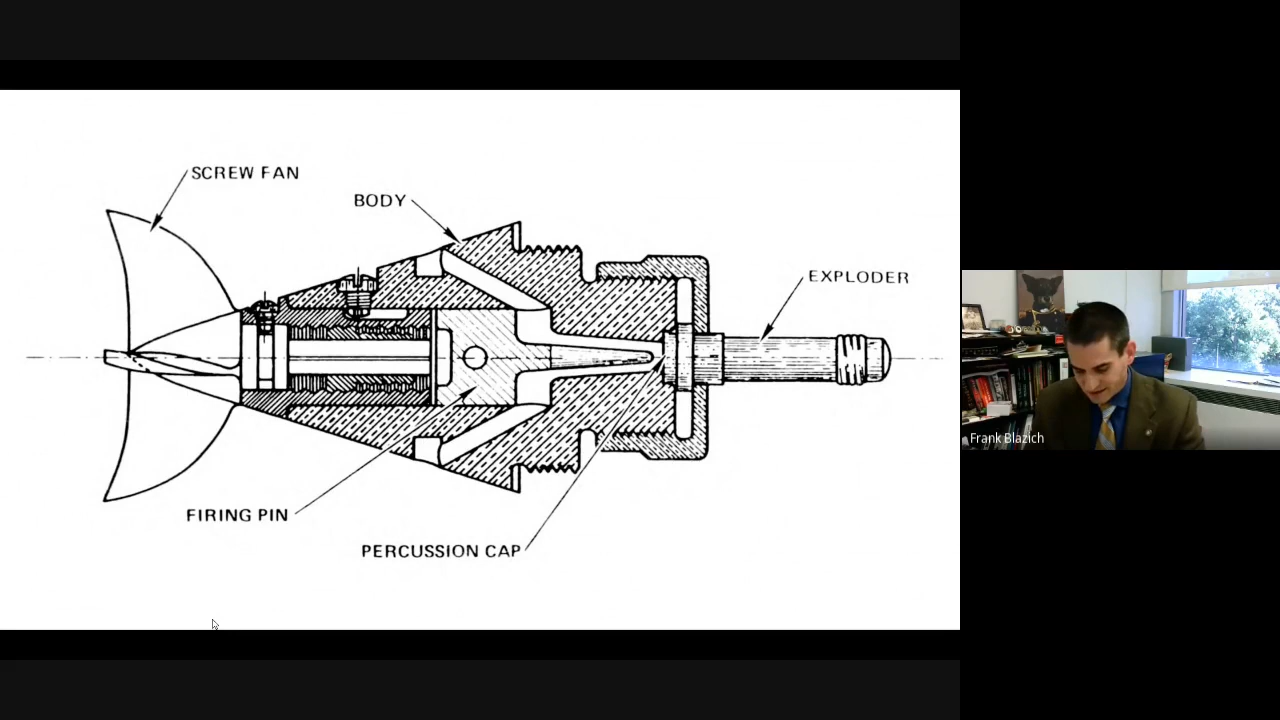 SCREW FAN
BODY
EXPLODER
FIRING PIN
PERCUSSION CAP
Frank Blazich